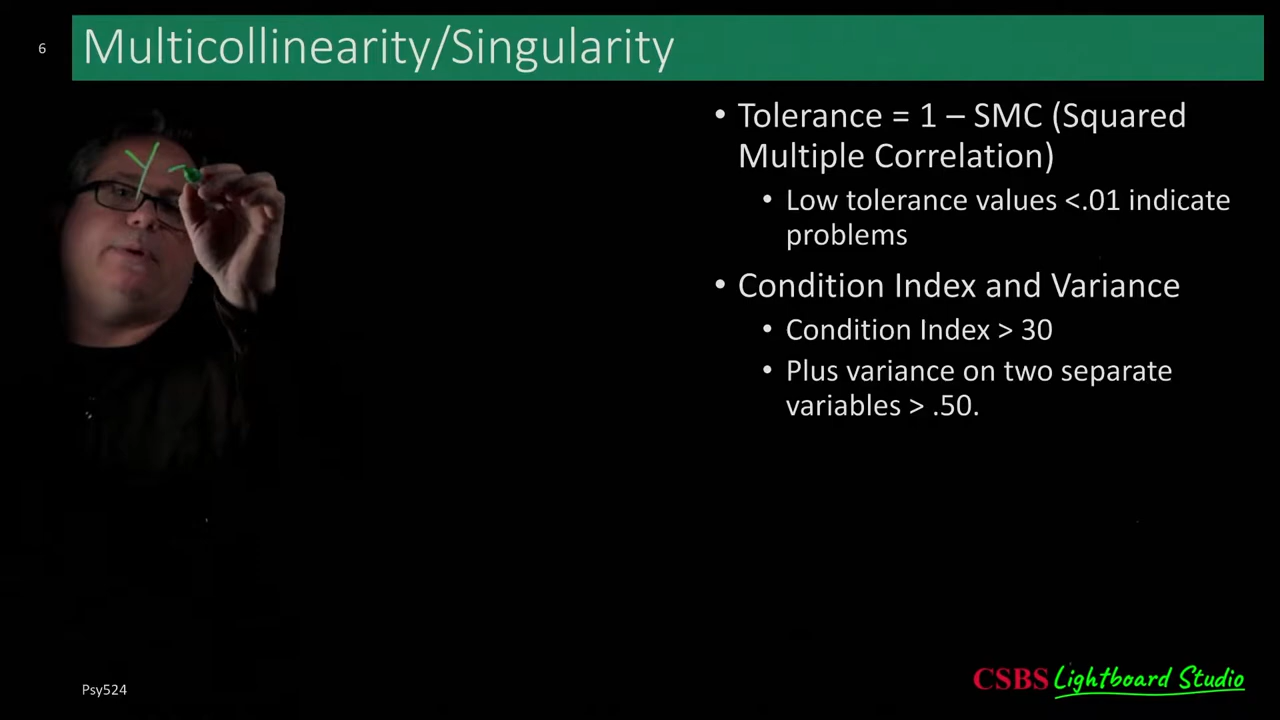 6
Multicollinearity/Singularity
Y
• Tolerance = 1 – SMC (Squared
Multiple Correlation)
• Low tolerance values <.01 indicate
problems
• Condition Index and Variance
• Condition Index > 30
• Plus variance on two separate
variables > .50.
Psy524
CSBS Lightboard Studio